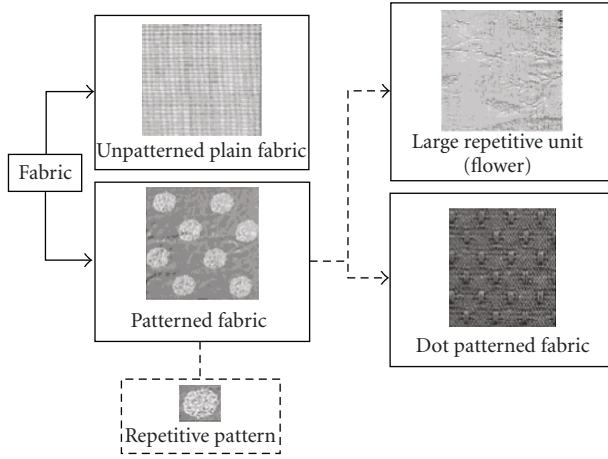 Fabric
Unpatterned plain fabric
Patterned fabric
Repetitive pattern
Large repetitive unit
(flower)
Dot patterned fabric